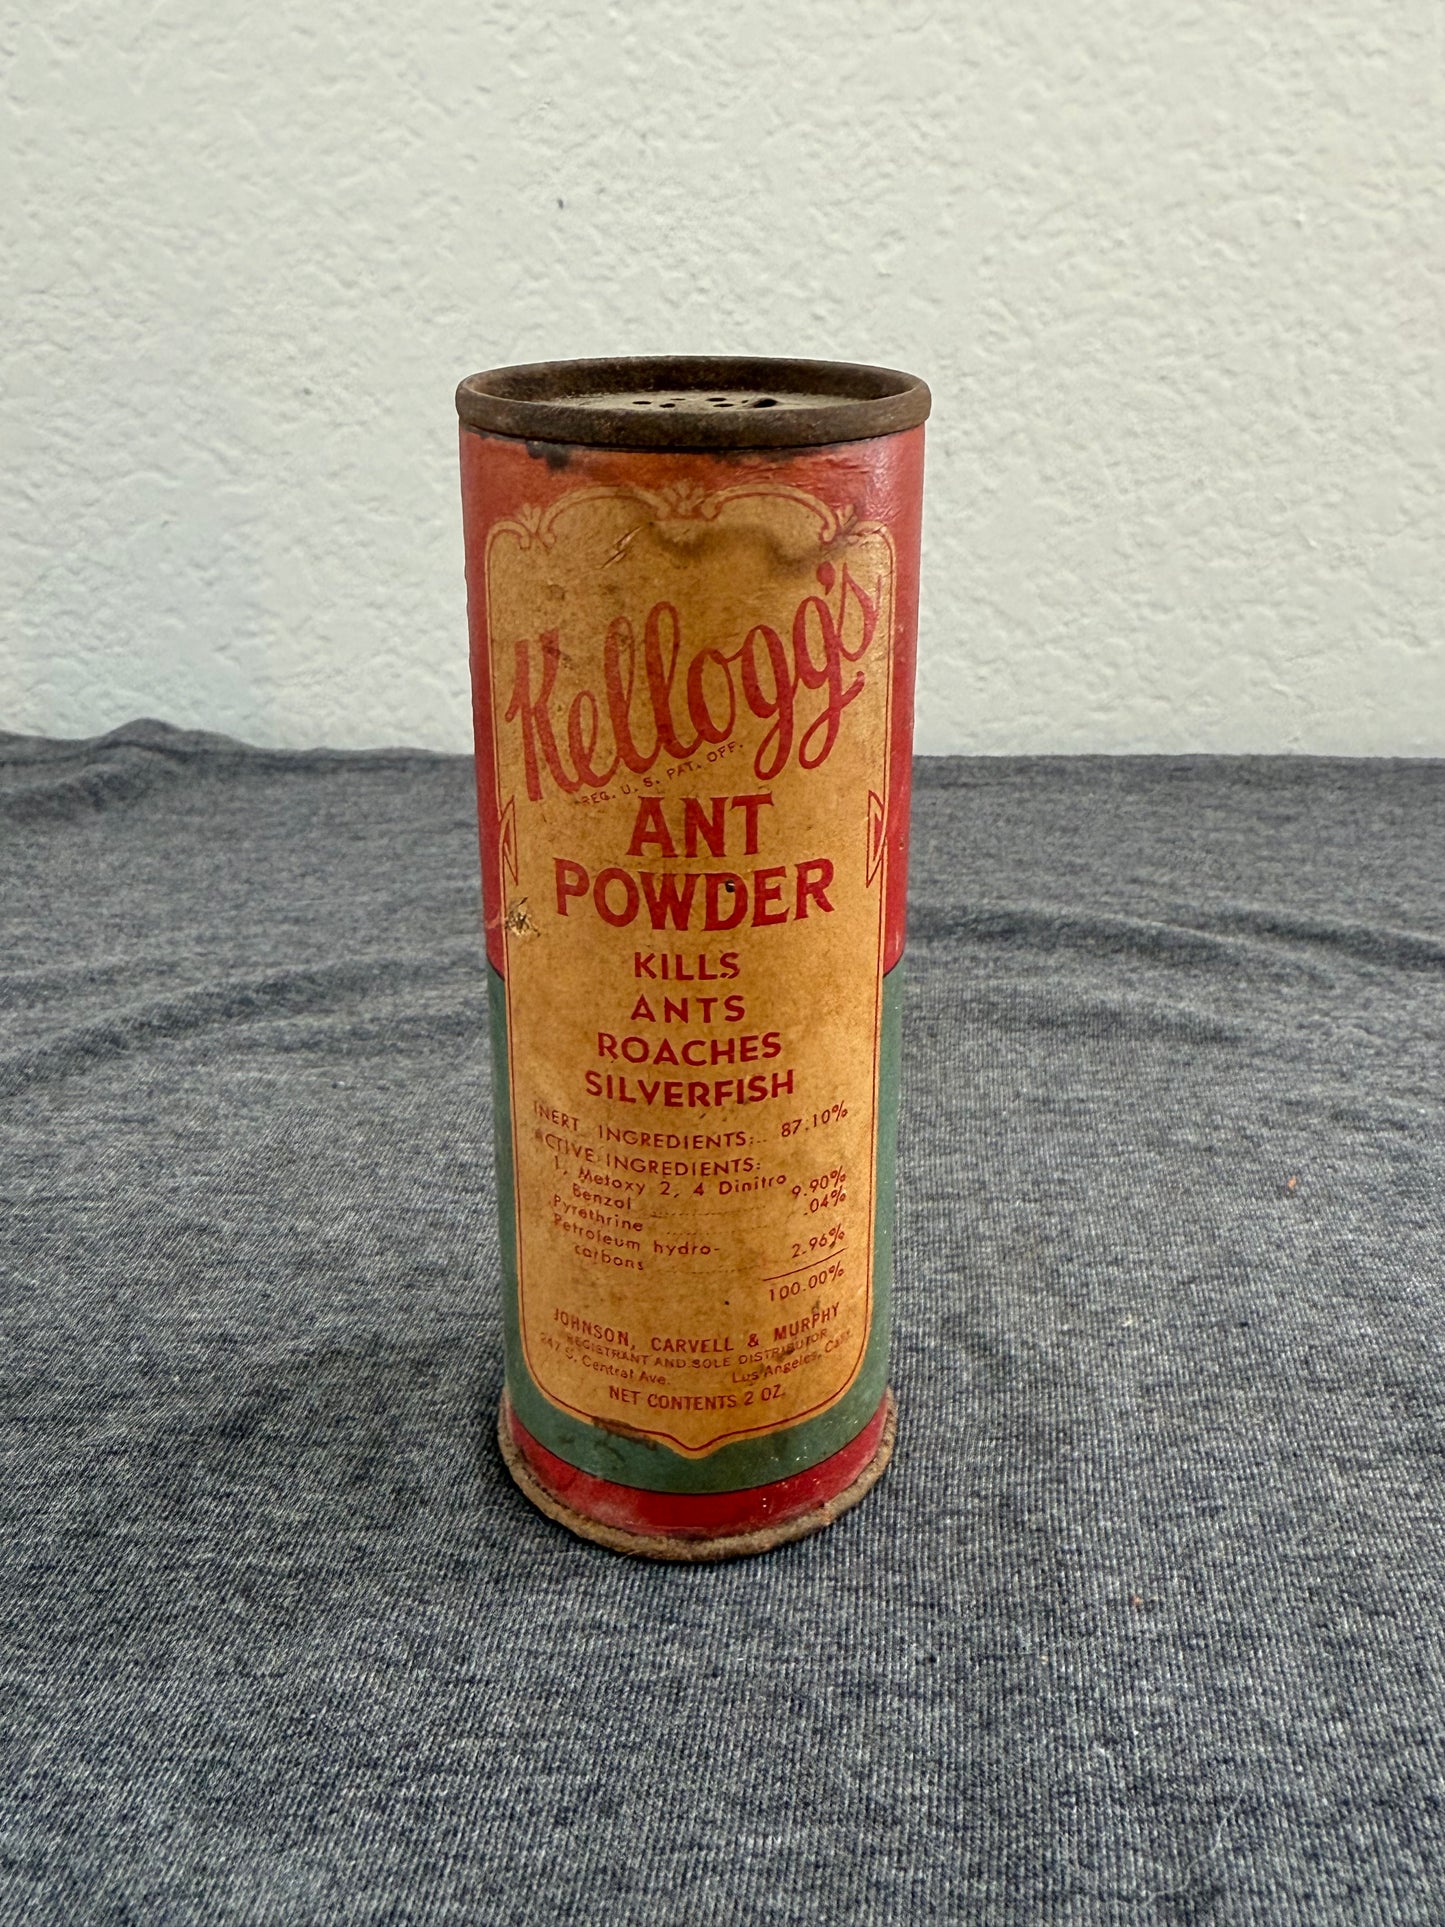 Kellogg's
REG. U. S. PAT. OFF.
ANT
POWDER
KILLS
ANTS
ROACHES
SILVERFISH
INERT INGREDIENTS: 87.10%
ACTIVE INGREDIENTS:
1, Metoxy 2, 4 Dinitro
Benzol 9.90%
Pyrethrine .04%
Petroleum hydro-
carbons 2.96%
100.00%
JOHNSON, CARVELL & MURPHY
REGISTRANT AND SOLE DISTRIBUTOR
247 S. Central Ave. Los Angeles, Calif.
NET CONTENTS 2 OZ.